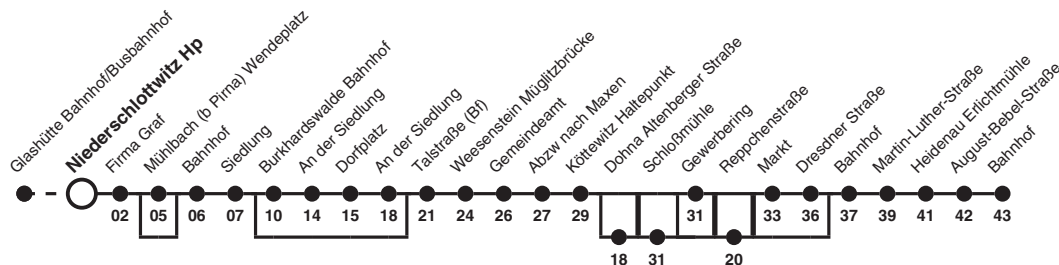 Glashütte Bahnhof/Busbahnhof
Niederschlottwitz Hp
Firma Graf
Mühlbach (b Pirna) Wendeplatz
Bahnhof
Siedlung
Burkhardswalde Bahnhof
An der Siedlung
Dorfplatz
An der Siedlung
Talstraße (Bf)
Weesenstein Müglitzbrücke
Gemeindeamt
Abzw nach Maxen
Köttewitz Haltepunkt
Dohna Altenberger Straße
Schloßmühle
Gewerbering
Reppchenstraße
Markt
Dresdner Straße
Bahnhof
Martin-Luther-Straße
Heidenau Erlichtmühle
August-Bebel-Straße
Bahnhof
02 05 06 07 10 14 15 18 21 24 26 27 29 31 33 36 37 39 41 42 43
18 31 20